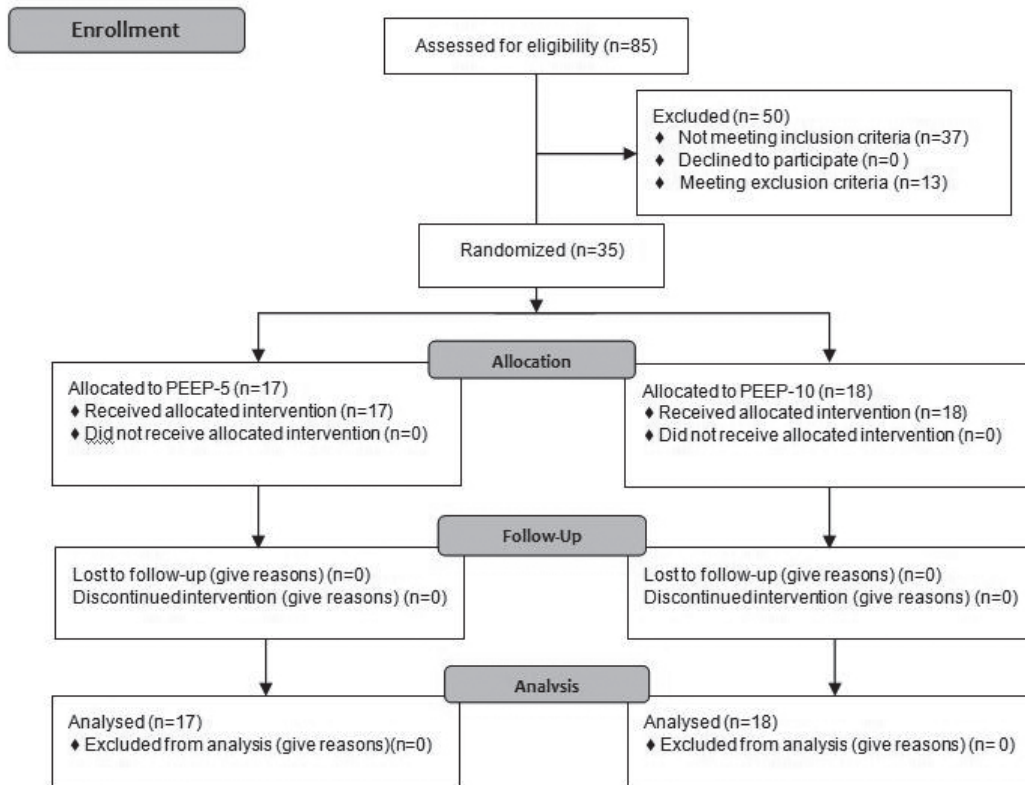 Enrollment
Assessed for eligibility (n=85)
Excluded (n= 50)
♦ Not meeting inclusion criteria (n=37)
♦ Declined to participate (n=0 )
♦ Meeting exclusion criteria (n=13)
Randomized (n=35)
Allocation
Allocated to PEEP-5 (n=17)
♦ Received allocated intervention (n=17)
♦ Did not receive allocated intervention (n=0)
Allocated to PEEP-10 (n=18)
♦ Received allocated intervention (n=18)
♦ Did not receive allocated intervention (n=0)
Follow-Up
Lost to follow-up (give reasons) (n=0)
Discontinued intervention (give reasons) (n=0)
Lost to follow-up (give reasons) (n=0)
Discontinued intervention (give reasons) (n=0)
Analysis
Analysed (n=17)
♦ Excluded from analysis (give reasons)(n=0)
Analysed (n=18)
♦ Excluded from analysis (give reasons) (n= 0)